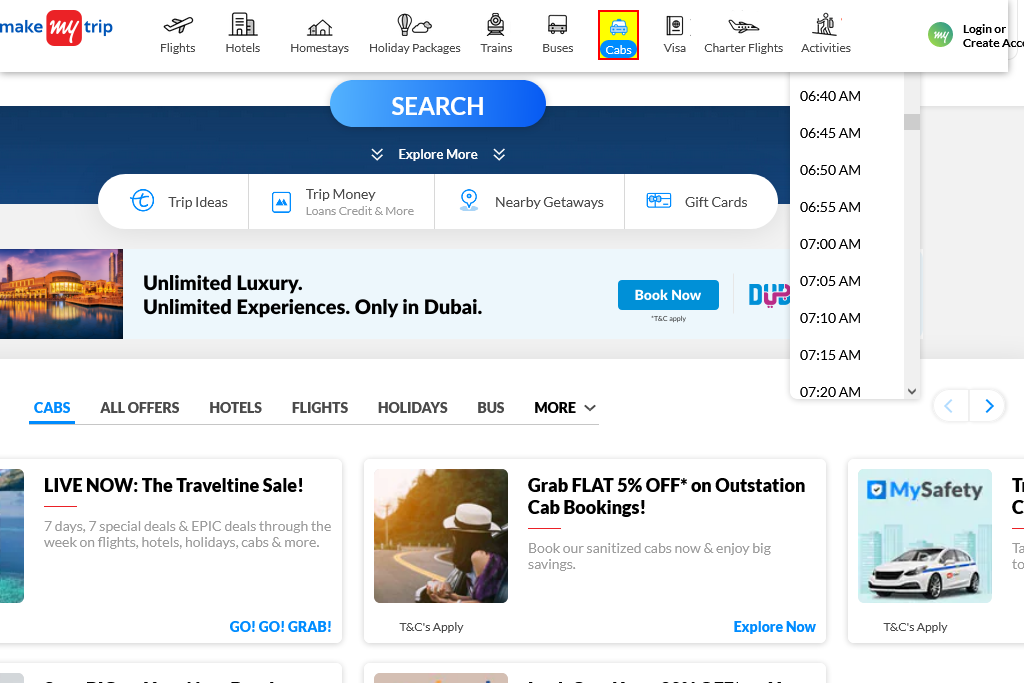 make my trip
Flights
Hotels
Homestays
Holiday Packages
Trains
Buses
Cabs
Visa
Charter Flights
Activities
my
Login or
Create Acco
06:40 AM
06:45 AM
06:50 AM
06:55 AM
07:00 AM
07:05 AM
07:10 AM
07:15 AM
07:20 AM
SEARCH
Explore More
Trip Ideas
Trip Money
Loans Credit & More
Nearby Getaways
Gift Cards
Unlimited Luxury.
Unlimited Experiences. Only in Dubai.
Book Now
*T&C apply
CABS
ALL OFFERS
HOTELS
FLIGHTS
HOLIDAYS
BUS
MORE
LIVE NOW: The Traveltine Sale!
7 days, 7 special deals & EPIC deals through the
week on flights, hotels, holidays, cabs & more.
GO! GO! GRAB!
Grab FLAT 5% OFF* on Outstation
Cab Bookings!
Book our sanitized cabs now & enjoy big
savings.
T&C's Apply
Explore Now
MySafety
T&C's Apply